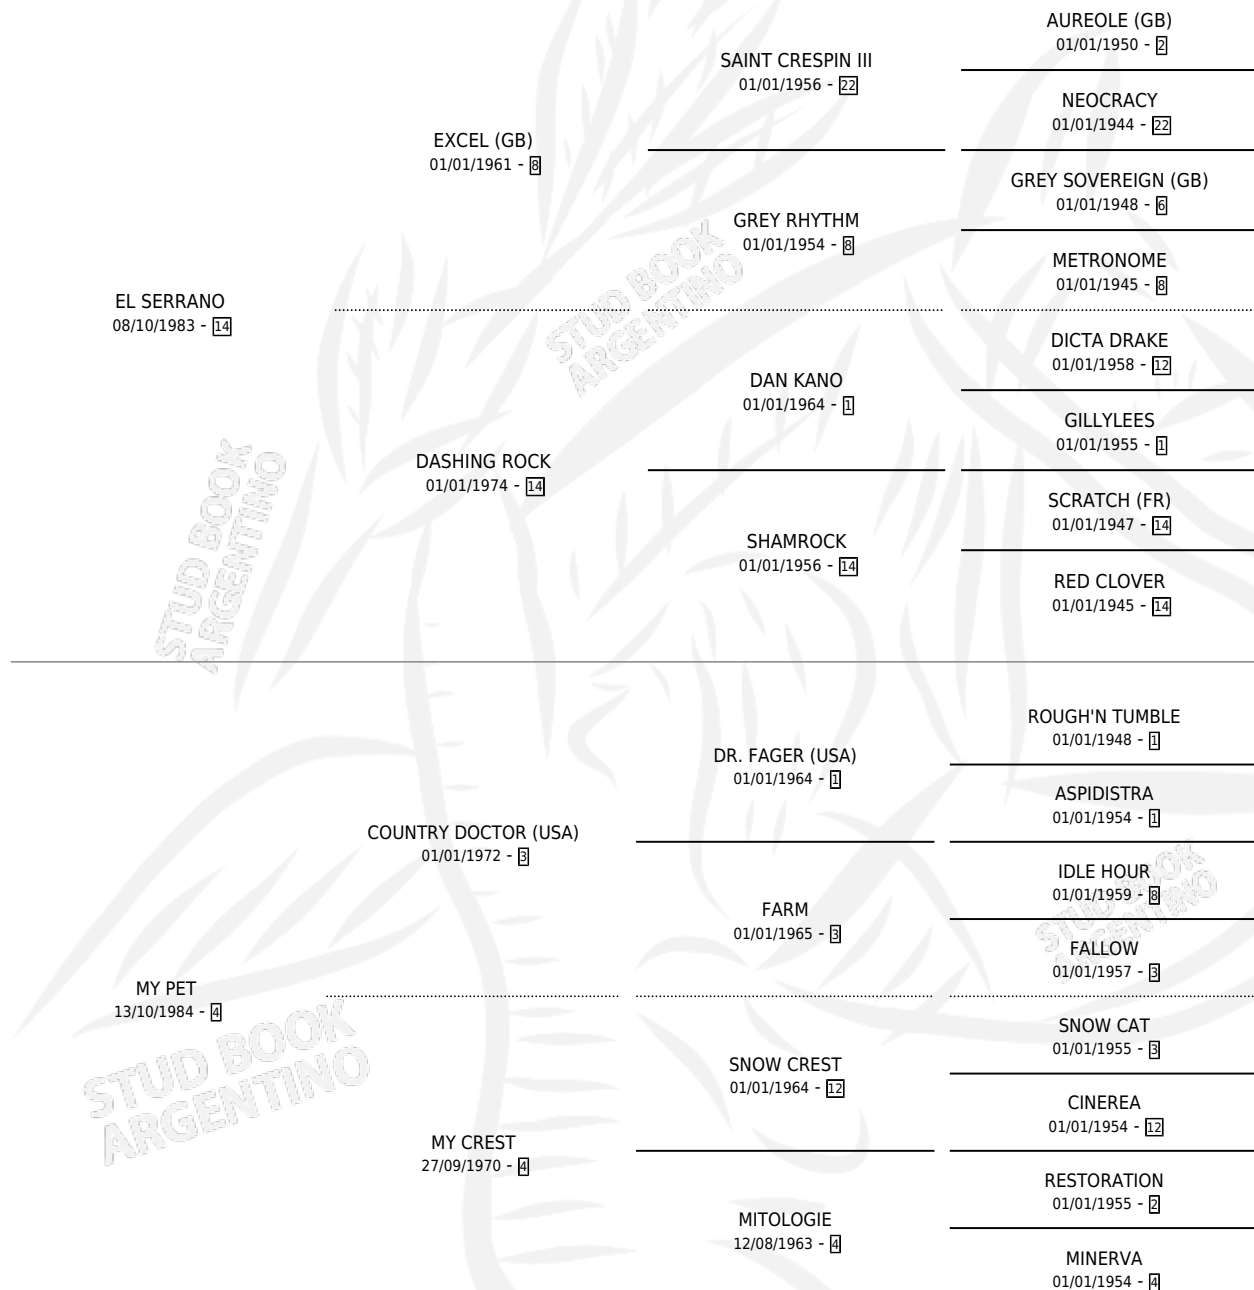 AUREOLE (GB)
01/01/1950 - 2
SAINT CRESPIN III
01/01/1956 - 22
NEOCRACY
01/01/1944 - 22
EXCEL (GB)
01/01/1961 - 8
GREY SOVEREIGN (GB)
01/01/1948 - 6
GREY RHYTHM
01/01/1954 - 8
METRONOME
01/01/1945 - 8
EL SERRANO
08/10/1983 - 14
DICTA DRAKE
01/01/1958 - 12
DAN KANO
01/01/1964 - 1
GILLYLEES
01/01/1955 - 1
DASHING ROCK
01/01/1974 - 14
SCRATCH (FR)
01/01/1947 - 14
SHAMROCK
01/01/1956 - 14
RED CLOVER
01/01/1945 - 14
ROUGH'N TUMBLE
01/01/1948 - 1
DR. FAGER (USA)
01/01/1964 - 1
ASPIDISTRA
01/01/1954 - 1
COUNTRY DOCTOR (USA)
01/01/1972 - 3
IDLE HOUR
01/01/1959 - 8
FARM
01/01/1965 - 3
FALLOW
01/01/1957 - 3
MY PET
13/10/1984 - 4
SNOW CAT
01/01/1955 - 3
SNOW CREST
01/01/1964 - 12
CINEREA
01/01/1954 - 12
MY CREST
27/09/1970 - 4
RESTORATION
01/01/1955 - 2
MITOLOGIE
12/08/1963 - 4
MINERVA
01/01/1954 - 4
STUD BOOK
ARGENTINO
STUD BOOK
ARGENTINO
STUD BOOK
ARGENTINO
STUD BOOK
ARGENTINO